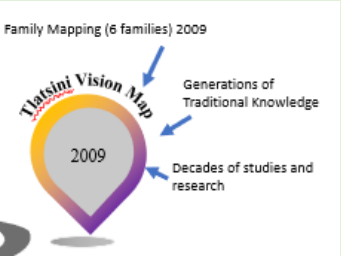 Family Mapping (6 families) 2009
Tlatsini Vision Map
Generations of
Traditional Knowledge
2009
Decades of studies and
research